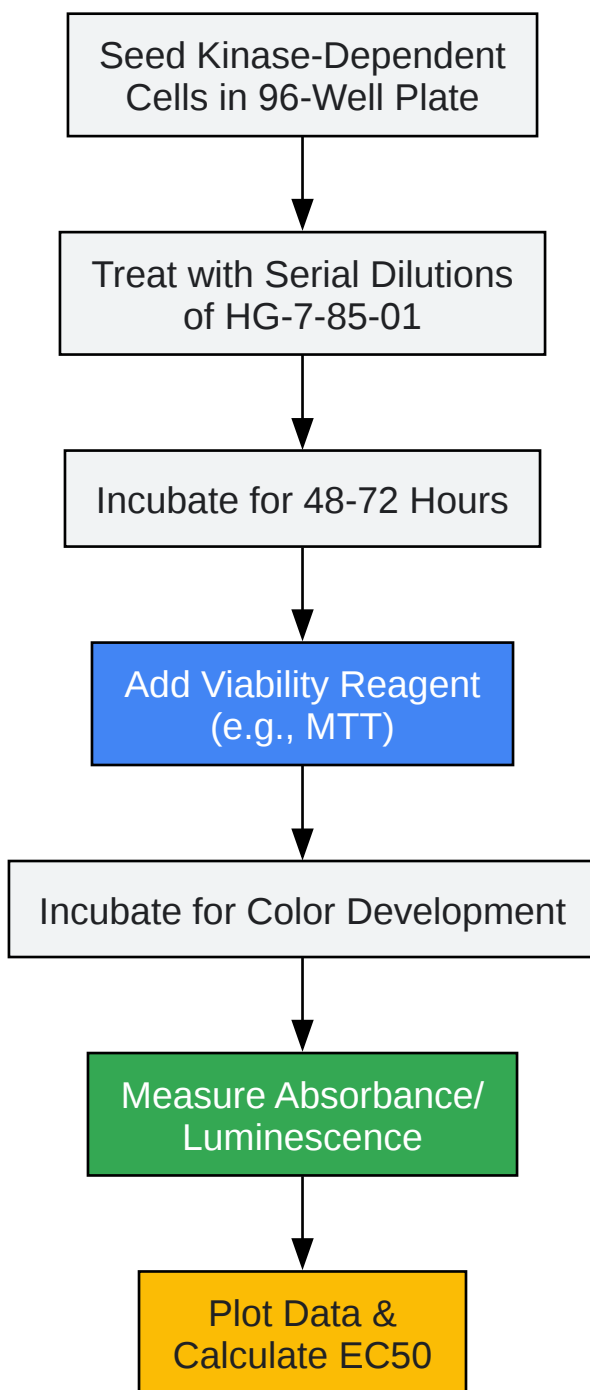 Seed Kinase-Dependent
Cells in 96-Well Plate
Treat with Serial Dilutions
of HG-7-85-01
Incubate for 48-72 Hours
Add Viability Reagent
(e.g., MTT)
Incubate for Color Development
Measure Absorbance/
Luminescence
Plot Data &
Calculate EC50